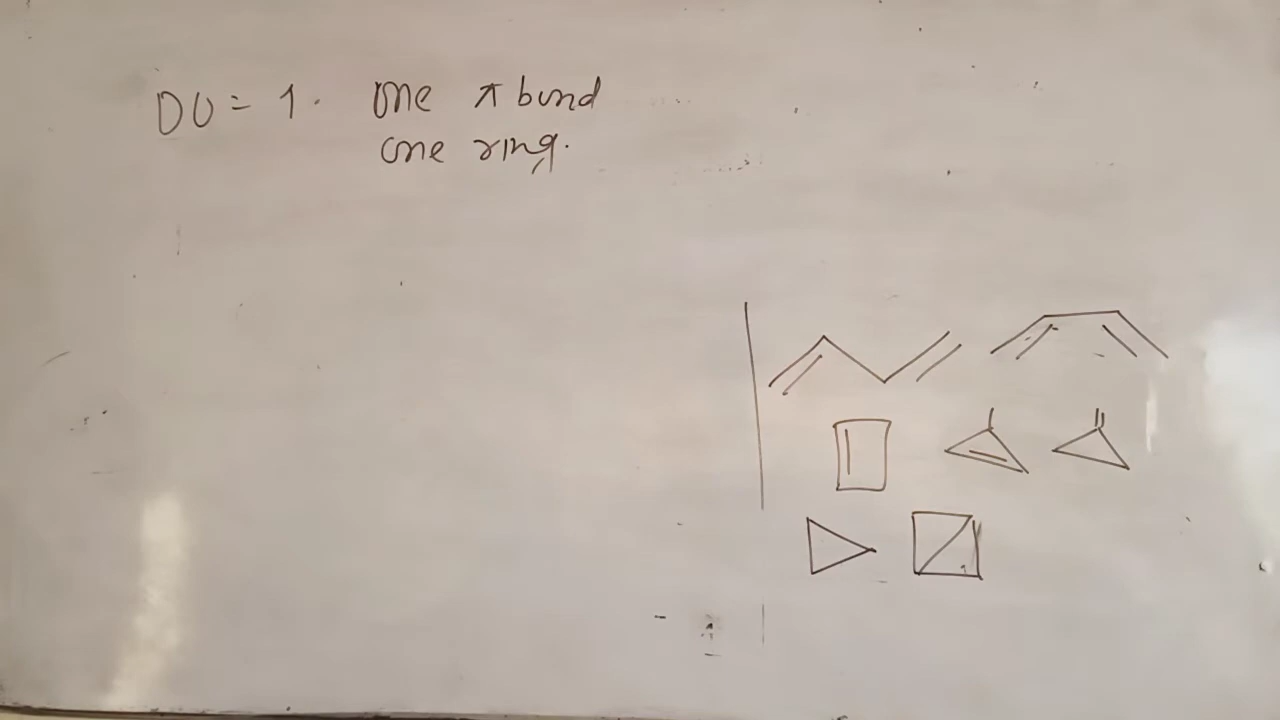 DU = 1. One π bond
one ring.